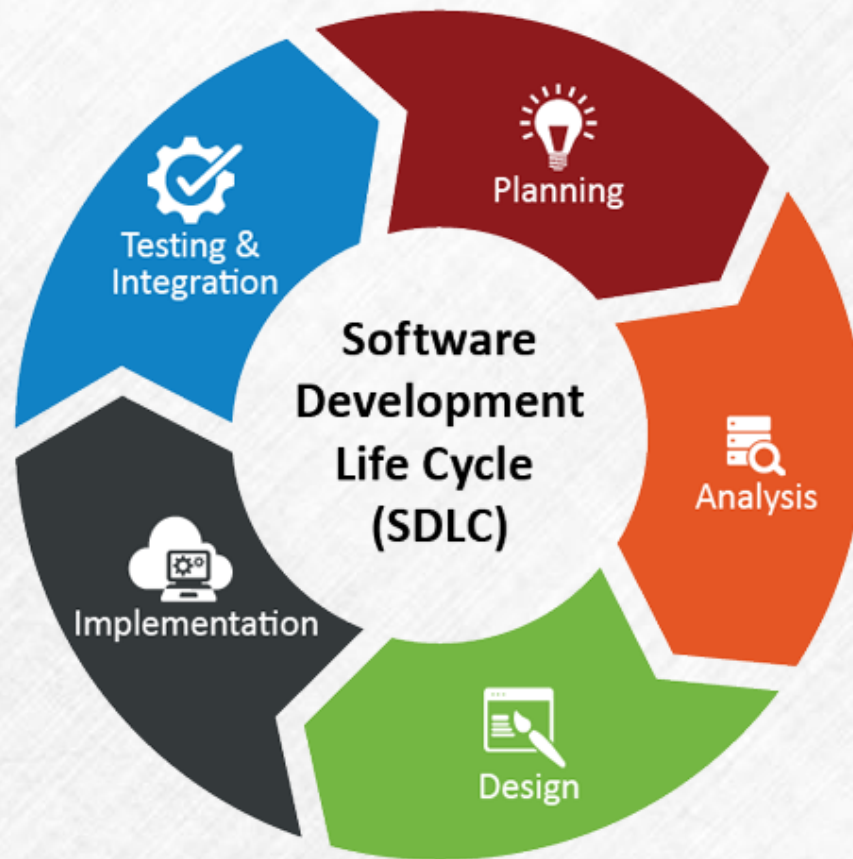 Software
Development
Life Cycle
(SDLC)
Planning
Analysis
Design
Implementation
Testing &
Integration